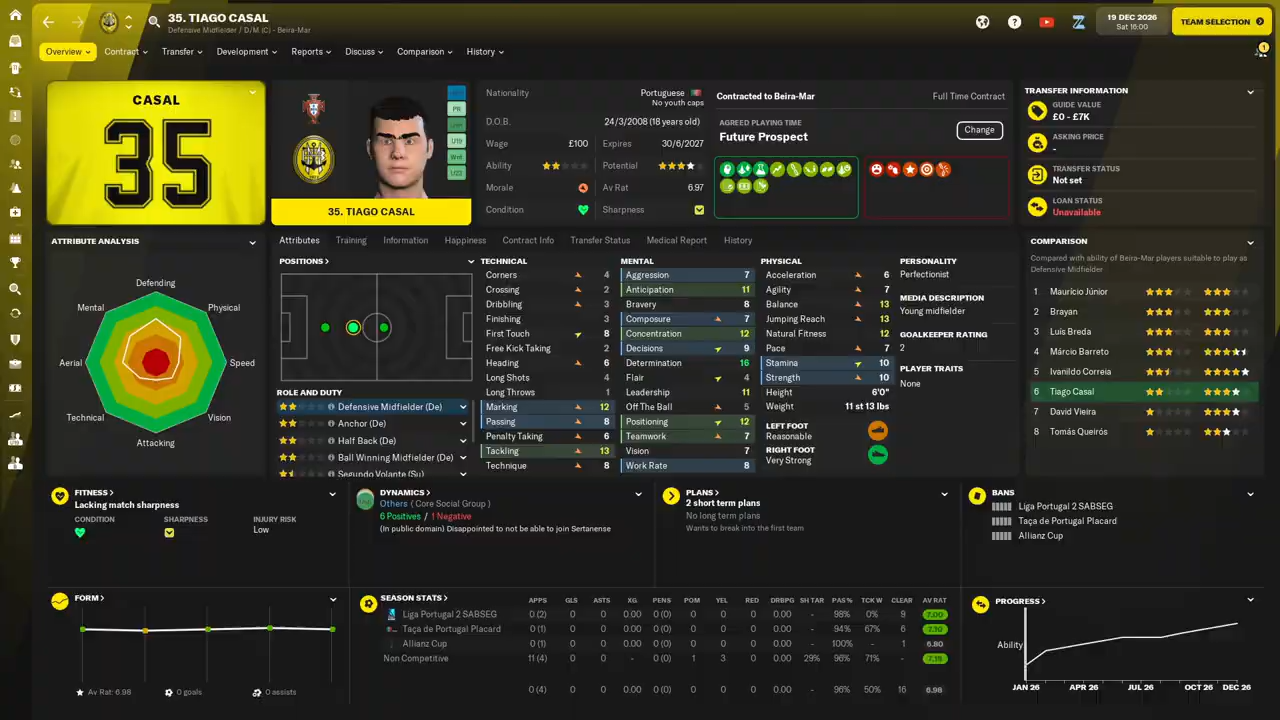 35. TIAGO CASAL
Defensive Midfielder / D/M (C) - Beira-Mar
19 DEC 2026
Sat 16:00
TEAM SELECTION
Overview
Contract
Transfer
Development
Reports
Discuss
Comparison
History
1
CASAL
35
35. TIAGO CASAL
PR
U19
Wnt
U23
Nationality
Portuguese
No youth caps
D.O.B.
24/3/2008 (18 years old)
Wage £100 Expires 30/6/2027
Ability Potential
Morale Av Rat 6.97
Condition Sharpness
Contracted to Beira-Mar
Full Time Contract
AGREED PLAYING TIME
Future Prospect
Change
TRANSFER INFORMATION
GUIDE VALUE
£0 - £7K
ASKING PRICE
-
TRANSFER STATUS
Not set
LOAN STATUS
Unavailable
ATTRIBUTE ANALYSIS
Defending
Mental
Physical
Aerial
Speed
Technical
Vision
Attacking
Attributes
Training
Information
Happiness
Contract Info
Transfer Status
Medical Report
History
POSITIONS >
ROLE AND DUTY
Defensive Midfielder (De)
Anchor (De)
Half Back (De)
Ball Winning Midfielder (De)
Segundo Volante (Su)
TECHNICAL
Corners 4
Crossing 2
Dribbling 3
Finishing 3
First Touch 8
Free Kick Taking 2
Heading 6
Long Shots 4
Long Throws 1
Marking 12
Passing 8
Penalty Taking 6
Tackling 13
Technique 8
MENTAL
Aggression 7
Anticipation 11
Bravery 8
Composure 7
Concentration 12
Decisions 9
Determination 16
Flair 4
Leadership 11
Off The Ball 5
Positioning 12
Teamwork 7
Vision 7
Work Rate 8
PHYSICAL
Acceleration 6
Agility 7
Balance 13
Jumping Reach 13
Natural Fitness 12
Pace 7
Stamina 10
Strength 10
Height 6'0"
Weight 11 st 13 lbs
LEFT FOOT
Reasonable
RIGHT FOOT
Very Strong
PERSONALITY
Perfectionist
MEDIA DESCRIPTION
Young midfielder
GOALKEEPER RATING
2
PLAYER TRAITS
None
COMPARISON
Compared with ability of Beira-Mar players suitable to play as
Defensive Midfielder
1 Maurício Júnior
2 Brayan
3 Luís Breda
4 Márcio Barreto
5 Ivanildo Correia
6 Tiago Casal
7 David Vieira
8 Tomás Queirós
FITNESS >
Lacking match sharpness
CONDITION SHARPNESS INJURY RISK
Low
DYNAMICS >
Others ( Core Social Group )
6 Positives / 1 Negative
(In public domain) Disappointed to not be able to join Sertanense
PLANS >
2 short term plans
No long term plans
Wants to break into the first team
BANS
Liga Portugal 2 SABSEG
Taça de Portugal Placard
Allianz Cup
FORM >
Av Rat: 6.98
0 goals
0 assists
SEASON STATS > APPS GLS ASTS XG PENS POM YEL RED DRBPG SH TAR PAS% TCK W CLEAR AV RAT
Liga Portugal 2 SABSEG 0 (2) 0 0 0.00 0 (0) 0 0 0 0.00 - 98% 0% 9 7.00
Taça de Portugal Placard 0 (1) 0 0 0.00 0 (0) 0 0 0 0.00 - 94% 67% 6 7.10
Allianz Cup 0 (1) 0 0 0.00 0 (0) 0 0 0 0.00 - 100% - 1 6.80
Non Competitive 11 (4) 0 0 - 0 (0) 1 3 0 0.00 29% 96% 71% - 7.15
0 (4) 0 0 0.00 0 (0) 0 0 0 0.00 - 96% 50% 16 6.98
PROGRESS >
Ability
JAN 26 APR 26 JUL 26 OCT 26 DEC 26